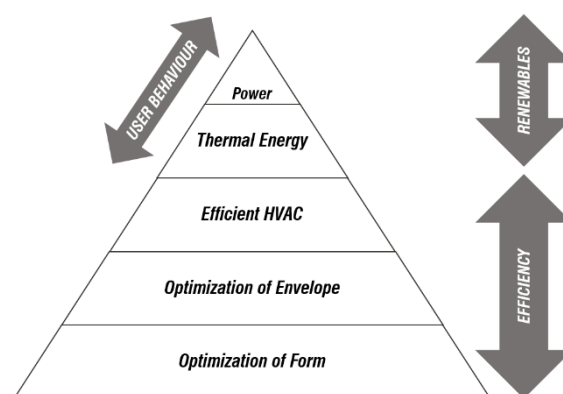 USER BEHAVIOUR
RENEWABLES
Power
Thermal Energy
Efficient HVAC
Optimization of Envelope
EFFICIENCY
Optimization of Form